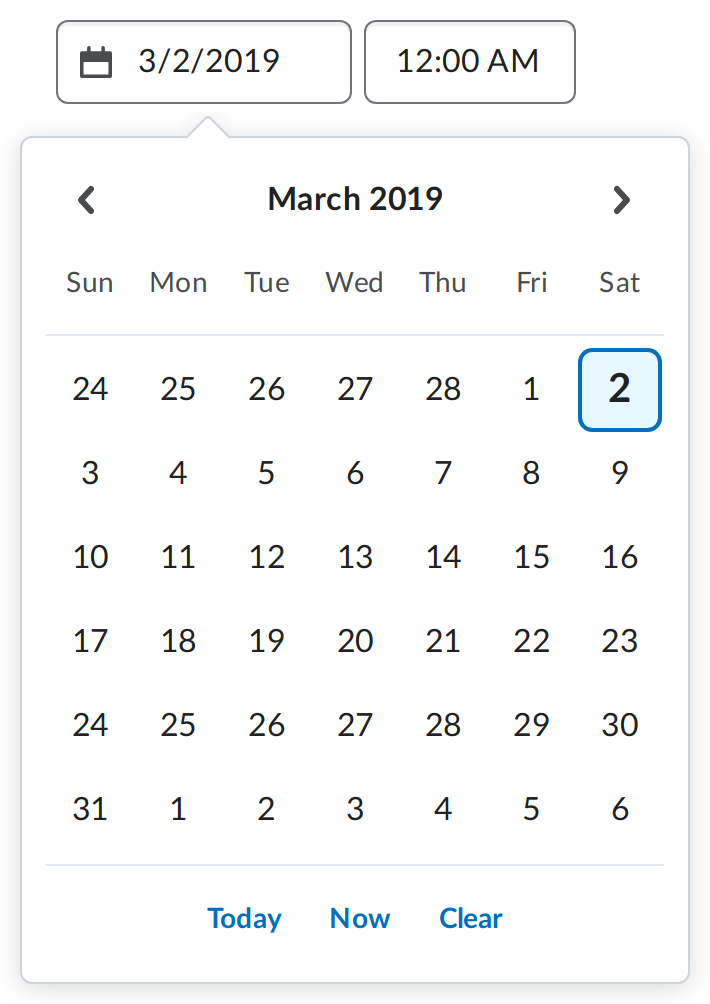 3/2/2019 12:00 AM
March 2019
Sun Mon Tue Wed Thu Fri Sat
24 25 26 27 28 1 2
3 4 5 6 7 8 9
10 11 12 13 14 15 16
17 18 19 20 21 22 23
24 25 26 27 28 29 30
31 1 2 3 4 5 6
Today Now Clear